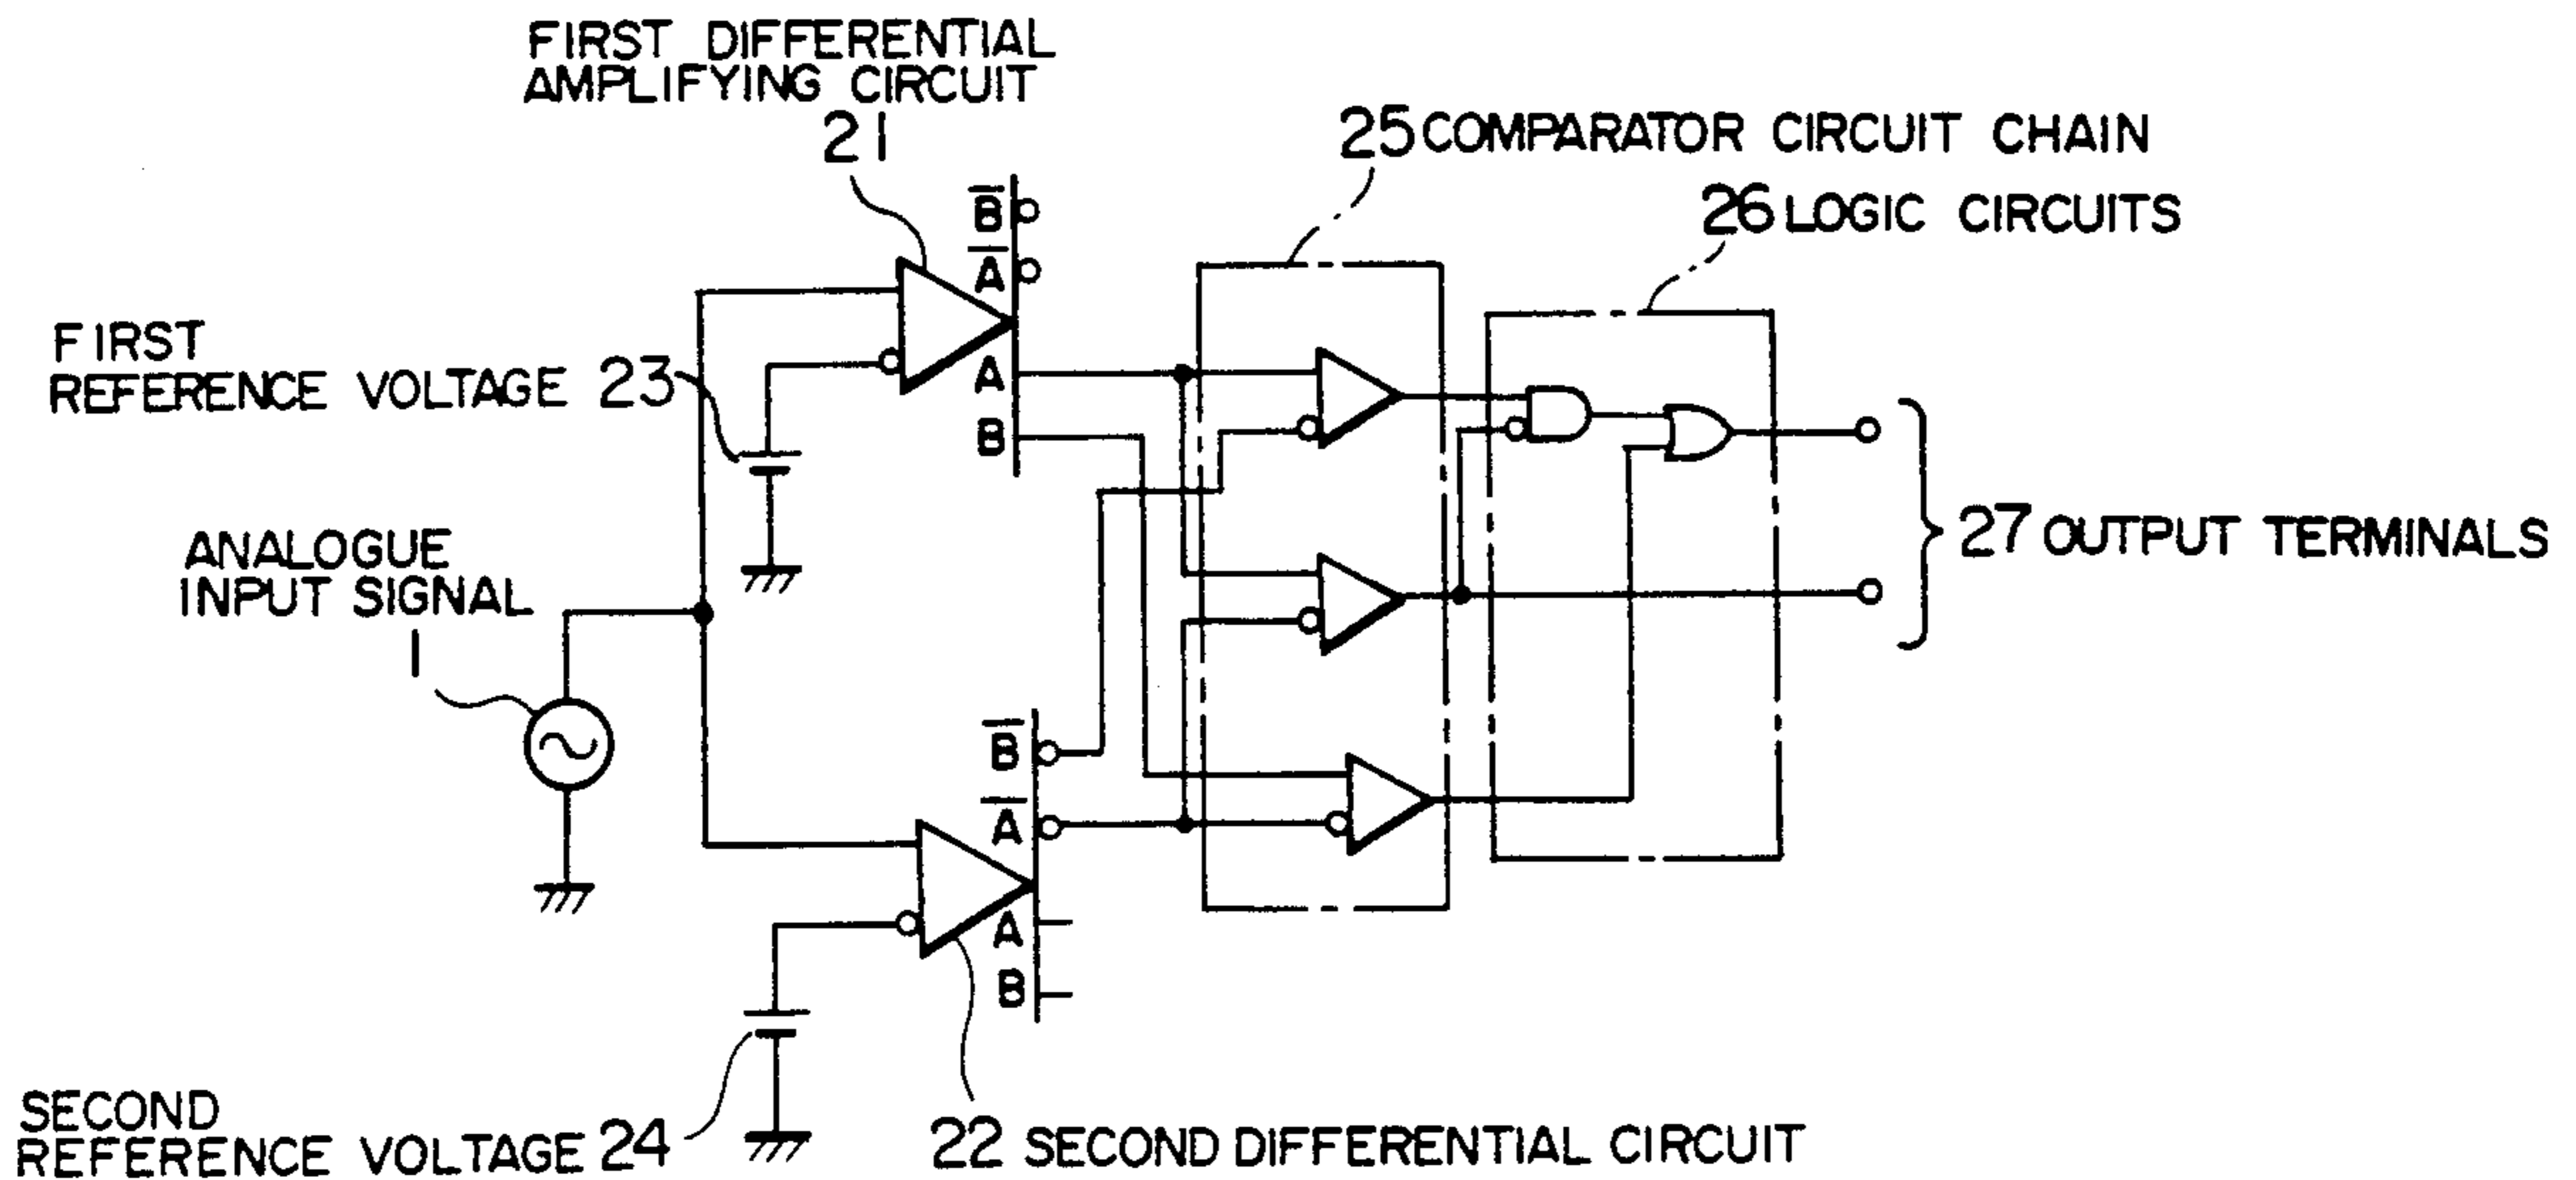 FIRST DIFFERENTIAL
AMPLIFYING CIRCUIT
21
25 COMPARATOR CIRCUIT CHAIN
26 LOGIC CIRCUITS
B̅
A̅
A
B
FIRST
REFERENCE VOLTAGE 23
ANALOGUE
INPUT SIGNAL
1
27 OUTPUT TERMINALS
B̅
A̅
A
B
SECOND
REFERENCE VOLTAGE 24
22 SECOND DIFFERENTIAL CIRCUIT